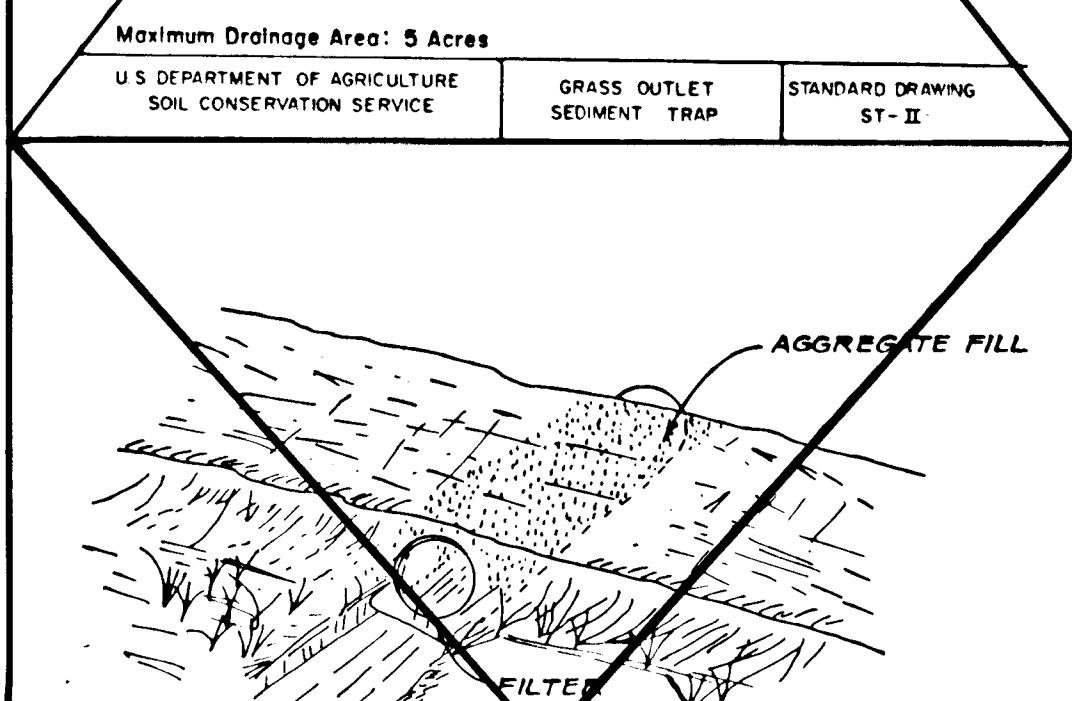 Maximum Drainage Area: 5 Acres
U.S DEPARTMENT OF AGRICULTURE
SOIL CONSERVATION SERVICE
GRASS OUTLET
SEDIMENT TRAP
STANDARD DRAWING
ST-II
AGGREGATE FILL
FILTER